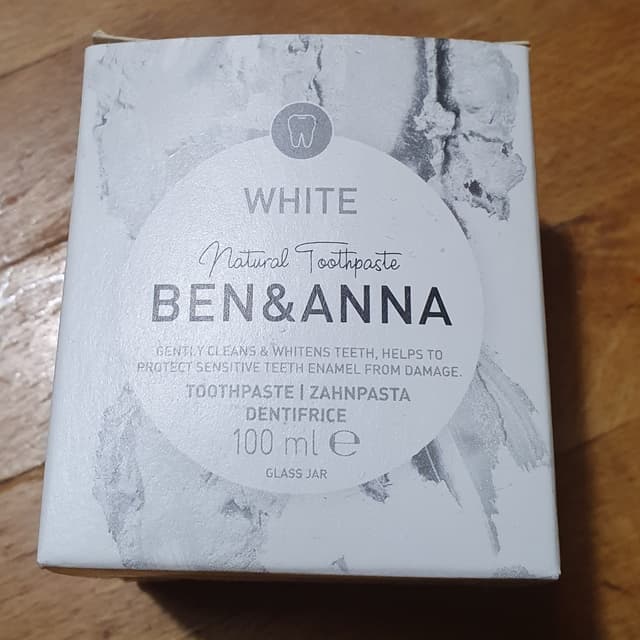 WHITE
Natural Toothpaste
BEN&ANNA
GENTLY CLEANS & WHITENS TEETH, HELPS TO
PROTECT SENSITIVE TEETH ENAMEL FROM DAMAGE.
TOOTHPASTE | ZAHNPASTA
DENTIFRICE
100 ml ℮
GLASS JAR